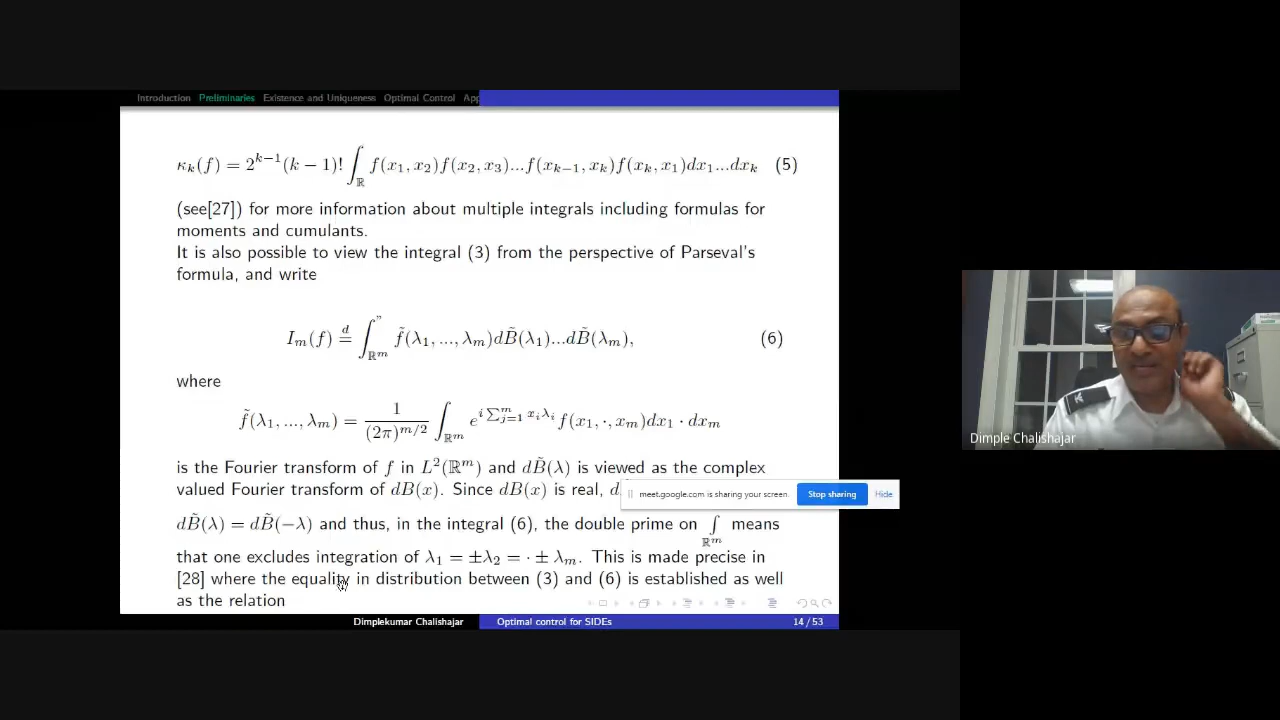 Introduction Preliminaries Existence and Uniqueness Optimal Control App
κ_k(f) = 2^{k−1}(k − 1)! ∫_ℝ f(x_1, x_2)f(x_2, x_3)...f(x_{k−1}, x_k)f(x_k, x_1)dx_1...dx_k (5)
(see[27]) for more information about multiple integrals including formulas for
moments and cumulants.
It is also possible to view the integral (3) from the perspective of Parseval's
formula, and write
I_m(f) =^d ∫''_{ℝ^m} f̃(λ_1, ..., λ_m)dB̃(λ_1)...dB̃(λ_m), (6)
where
f̃(λ_1, ..., λ_m) = 1/(2π)^{m/2} ∫_{ℝ^m} e^{i∑_{j=1}^m x_iλ_i} f(x_1, ·, x_m)dx_1 · dx_m
is the Fourier transform of f in L²(ℝ^m) and dB̃(λ) is viewed as the complex
valued Fourier transform of dB(x). Since dB(x) is real,
meet.google.com is sharing your screen. Stop sharing Hide
dB̃(λ) = dB̃(−λ) and thus, in the integral (6), the double prime on ∫_{ℝ^m} means
that one excludes integration of λ_1 = ±λ_2 = · ± λ_m. This is made precise in
[28] where the equality in distribution between (3) and (6) is established as well
as the relation
Dimplekumar Chalishajar Optimal control for SIDEs 14 / 53
Dimple Chalishajar